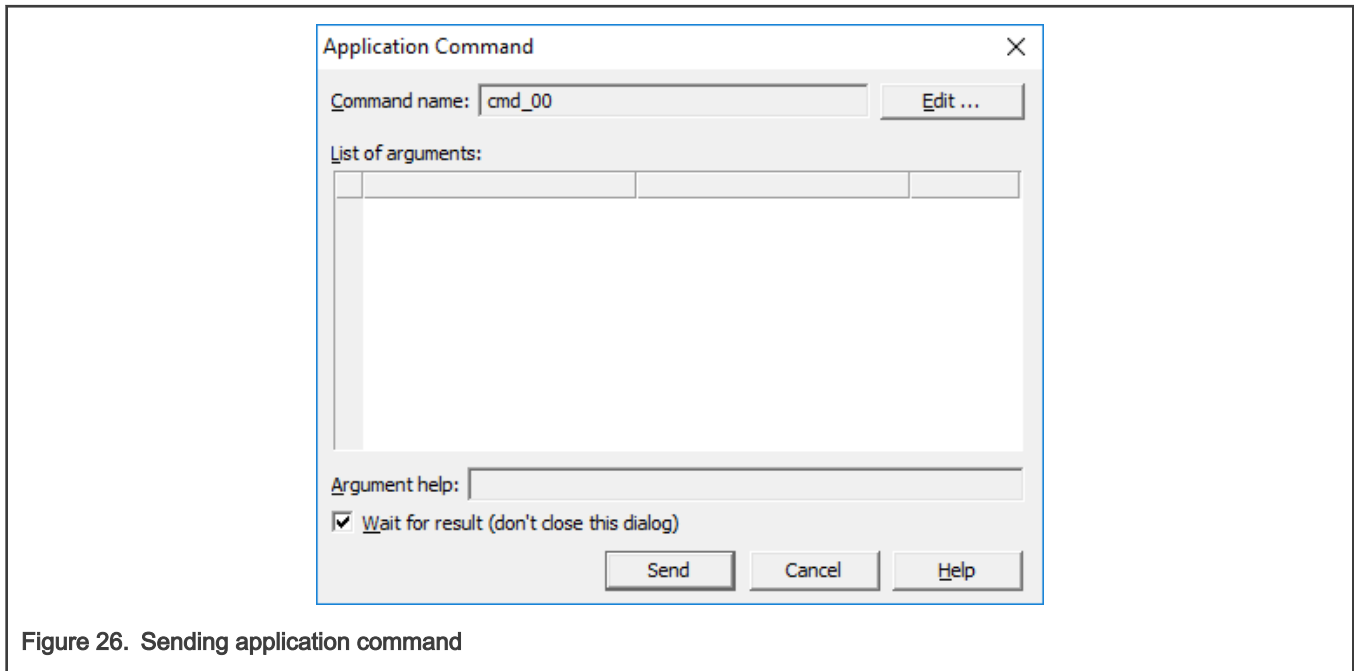 Application Command
Command name: cmd_00 Edit ...
List of arguments:
Argument help:
Wait for result (don't close this dialog)
Send Cancel Help
Figure 26. Sending application command